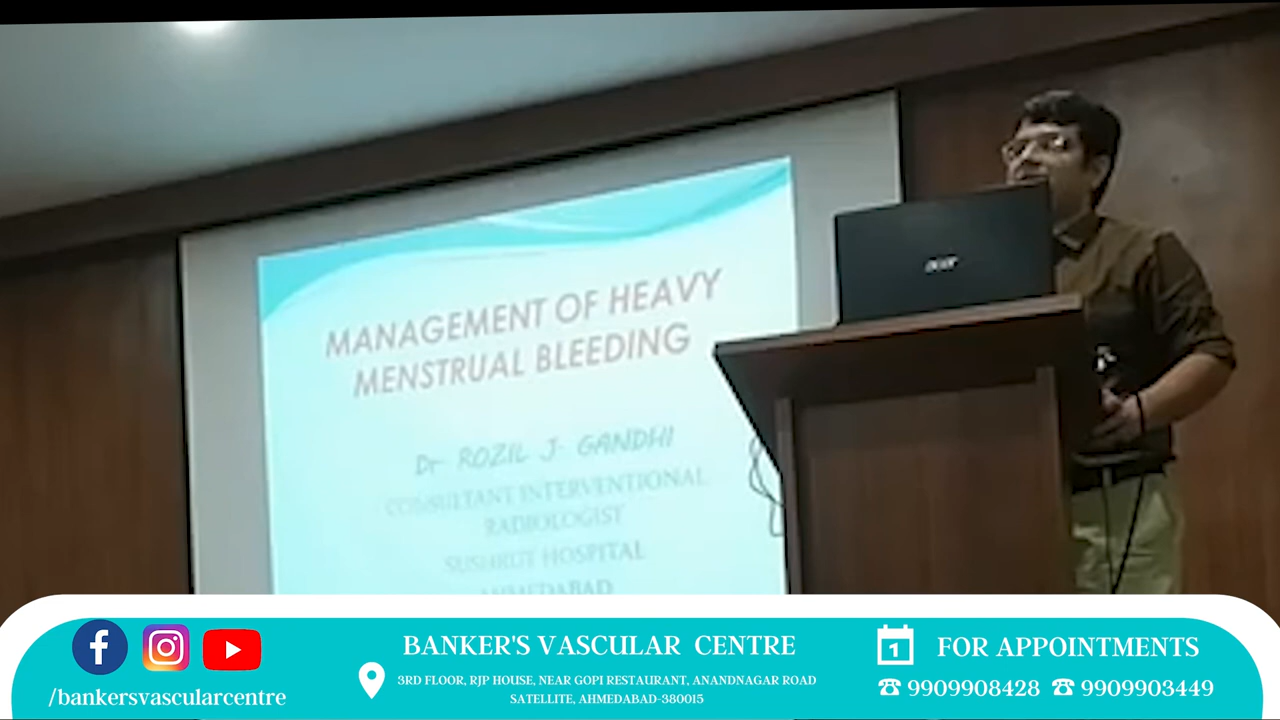 MANAGEMENT OF HEAVY
MENSTRUAL BLEEDING
Dr ROZIL J. GANDHI
CONSULTANT INTERVENTIONAL
RADIOLOGIST
SUSHRUT HOSPITAL
AHMEDABAD
acer
/bankersvascularcentre
BANKER'S VASCULAR CENTRE
3RD FLOOR, RJP HOUSE, NEAR GOPI RESTAURANT, ANANDNAGAR ROAD
SATELLITE, AHMEDABAD-380015
1
FOR APPOINTMENTS
9909908428 9909903449